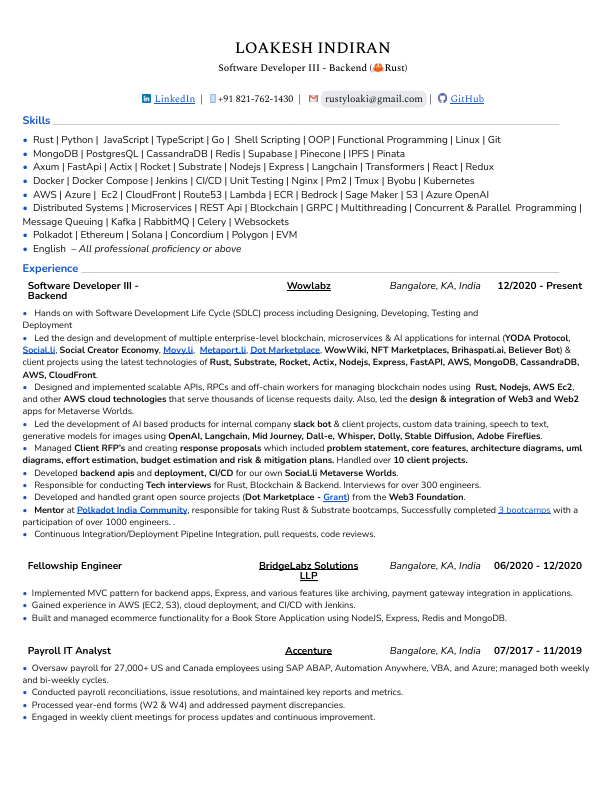 LOAKESH INDIRAN
Software Developer III - Backend (🦀Rust)
LinkedIn | +91 821-762-1430 | rustyloaki@gmail.com | GitHub
Skills
• Rust | Python | JavaScript | TypeScript | Go | Shell Scripting | OOP | Functional Programming | Linux | Git
• MongoDB | PostgresQL | CassandraDB | Redis | Supabase | Pinecone | IPFS | Pinata
• Axum | FastApi | Actix | Rocket | Substrate | Nodejs | Express | Langchain | Transformers | React | Redux
• Docker | Docker Compose | Jenkins | CI/CD | Unit Testing | Nginx | Pm2 | Tmux | Byobu | Kubernetes
• AWS | Azure | Ec2 | CloudFront | Route53 | Lambda | ECR | Bedrock | Sage Maker | S3 | Azure OpenAI
• Distributed Systems | Microservices | REST Api | Blockchain | GRPC | Multithreading | Concurrent & Parallel Programming |
Message Queuing | Kafka | RabbitMQ | Celery | Websockets
• Polkadot | Ethereum | Solana | Concordium | Polygon | EVM
• English – All professional proficiency or above
Experience
Software Developer III - Wowlabz Bangalore, KA, India 12/2020 - Present
Backend
• Hands on with Software Development Life Cycle (SDLC) process including Designing, Developing, Testing and
Deployment
• Led the design and development of multiple enterprise-level blockchain, microservices & AI applications for internal (YODA Protocol,
Social.li, Social Creator Economy, Movy.li, Metaport.li, Dot Marketplace, WowWiki, NFT Marketplaces, Brihaspati.ai, Believer Bot) &
client projects using the latest technologies of Rust, Substrate, Rocket, Actix, Nodejs, Express, FastAPI, AWS, MongoDB, CassandraDB,
AWS, CloudFront.
• Designed and implemented scalable APIs, RPCs and off-chain workers for managing blockchain nodes using Rust, Nodejs, AWS Ec2,
and other AWS cloud technologies that serve thousands of license requests daily. Also, led the design & integration of Web3 and Web2
apps for Metaverse Worlds.
• Led the development of AI based products for internal company slack bot & client projects, custom data training, speech to text,
generative models for images using OpenAI, Langchain, Mid Journey, Dall-e, Whisper, Dolly, Stable Diffusion, Adobe Fireflies.
• Managed Client RFP's and creating response proposals which included problem statement, core features, architecture diagrams, uml
diagrams, effort estimation, budget estimation and risk & mitigation plans. Handled over 10 client projects.
• Developed backend apis and deployment, CI/CD for our own Social.li Metaverse Worlds.
• Responsible for conducting Tech interviews for Rust, Blockchain & Backend. Interviews for over 300 engineers.
• Developed and handled grant open source projects (Dot Marketplace - Grant) from the Web3 Foundation.
• Mentor at Polkadot India Community, responsible for taking Rust & Substrate bootcamps, Successfully completed 3 bootcamps with a
participation of over 1000 engineers. .
• Continuous Integration/Deployment Pipeline Integration, pull requests, code reviews.
Fellowship Engineer BridgeLabz Solutions Bangalore, KA, India 06/2020 - 12/2020
LLP
• Implemented MVC pattern for backend apps, Express, and various features like archiving, payment gateway integration in applications.
• Gained experience in AWS (EC2, S3), cloud deployment, and CI/CD with Jenkins.
• Built and managed ecommerce functionality for a Book Store Application using NodeJS, Express, Redis and MongoDB.
Payroll IT Analyst Accenture Bangalore, KA, India 07/2017 - 11/2019
• Oversaw payroll for 27,000+ US and Canada employees using SAP ABAP, Automation Anywhere, VBA, and Azure; managed both weekly
and bi-weekly cycles.
• Conducted payroll reconciliations, issue resolutions, and maintained key reports and metrics.
• Processed year-end forms (W2 & W4) and addressed payment discrepancies.
• Engaged in weekly client meetings for process updates and continuous improvement.